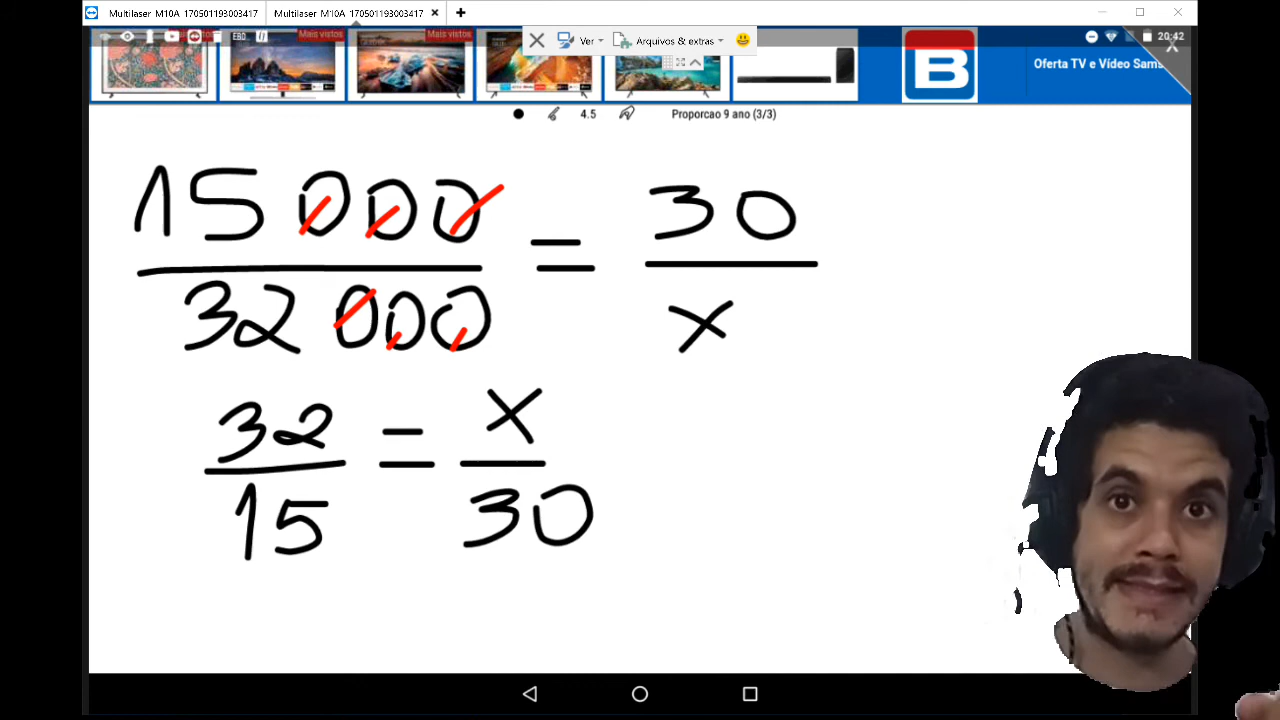 Multilaser M10A 170501193003417
Multilaser M10A 170501193003417
Ver
Arquivos & extras
20:42
Mais vistos
Mais vistos
B
Oferta TV e Vídeo Sams
4.5
Proporcao 9 ano (3/3)
15 000 = 30
32 000 x
32 = x
15 30